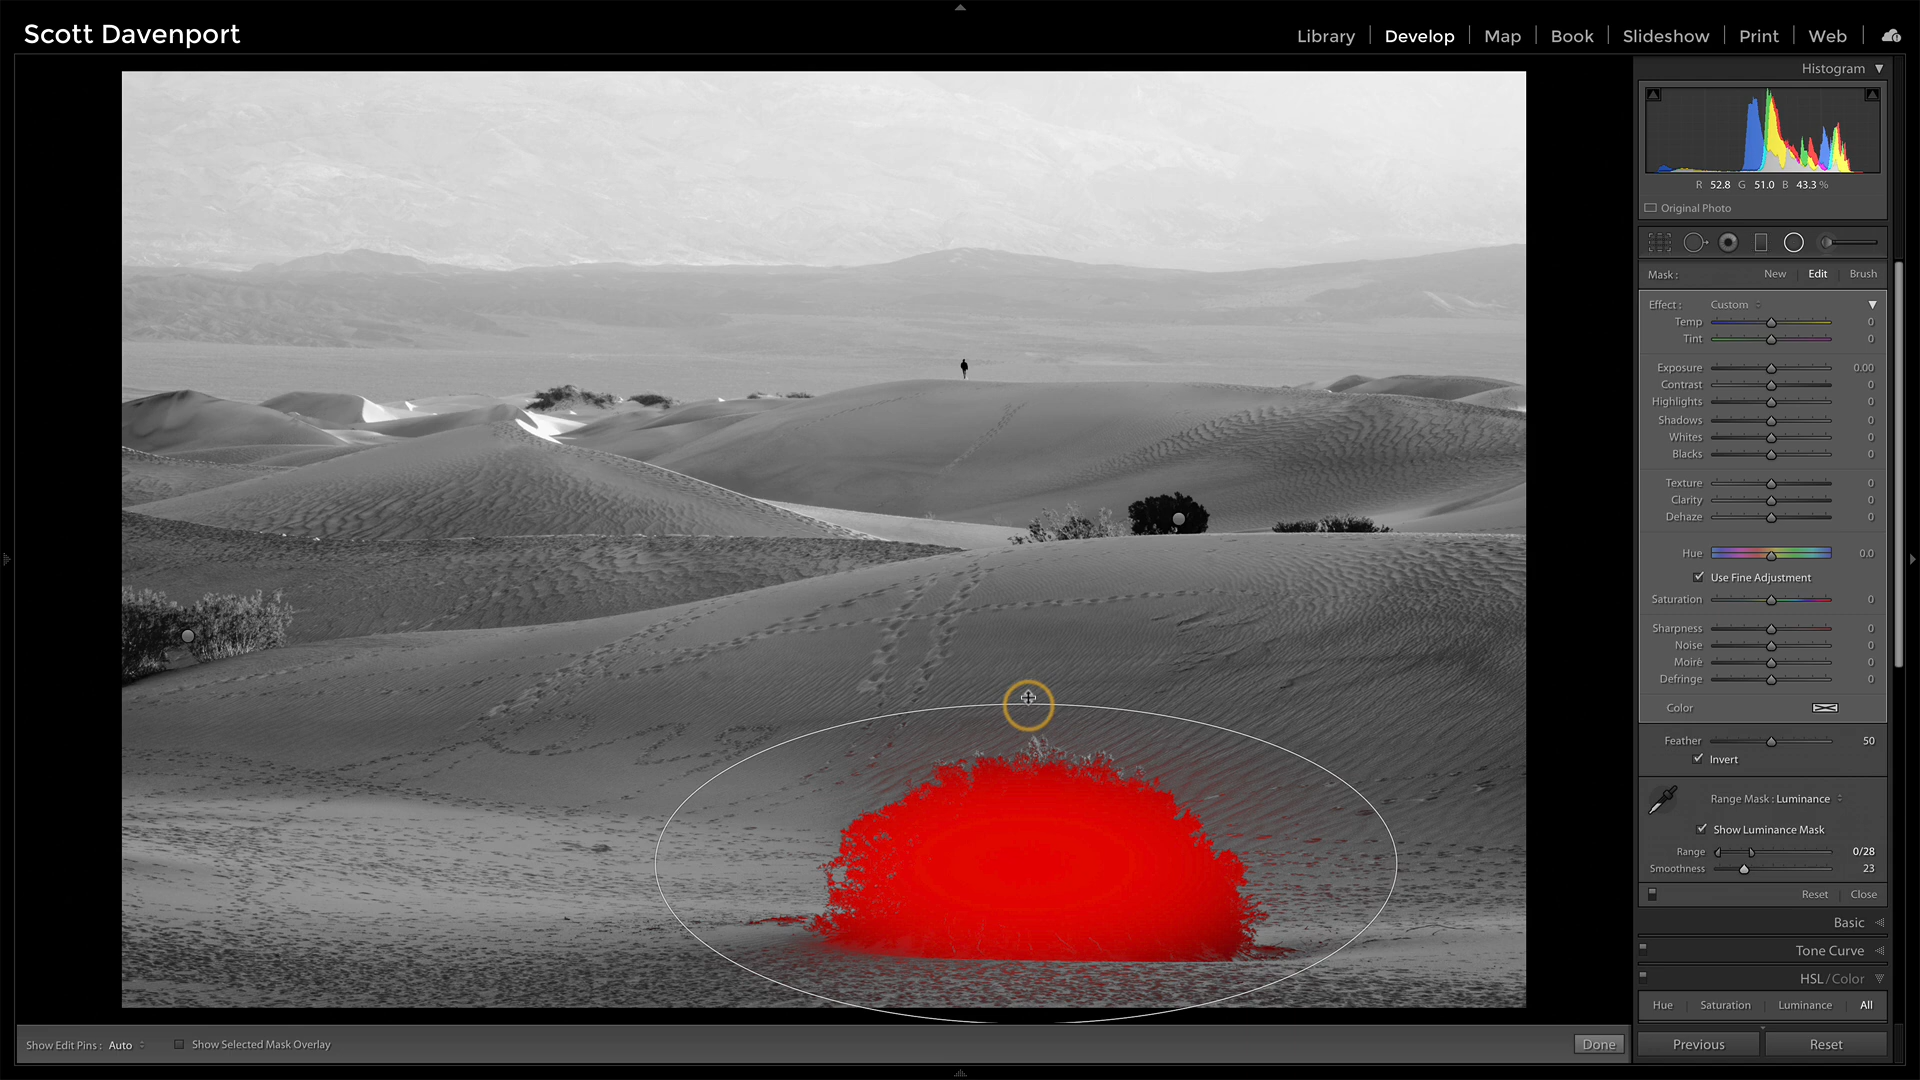 Scott Davenport
Library Develop Map Book Slideshow Print Web
Histogram
R 52.8 G 51.0 B 43.3 %
Original Photo
Mask : New Edit Brush
Effect : Custom
Temp 0
Tint 0
Exposure 0.00
Contrast 0
Highlights 0
Shadows 0
Whites 0
Blacks 0
Texture 0
Clarity 0
Dehaze 0
Hue 0.0
Use Fine Adjustment
Saturation 0
Sharpness 0
Noise 0
Moiré 0
Defringe 0
Color
Feather 50
Invert
Range Mask : Luminance
Show Luminance Mask
Range 0/28
Smoothness 23
Reset Close
Basic
Tone Curve
HSL / Color
Hue Saturation Luminance All
Show Edit Pins : Auto Show Selected Mask Overlay Done
Previous Reset